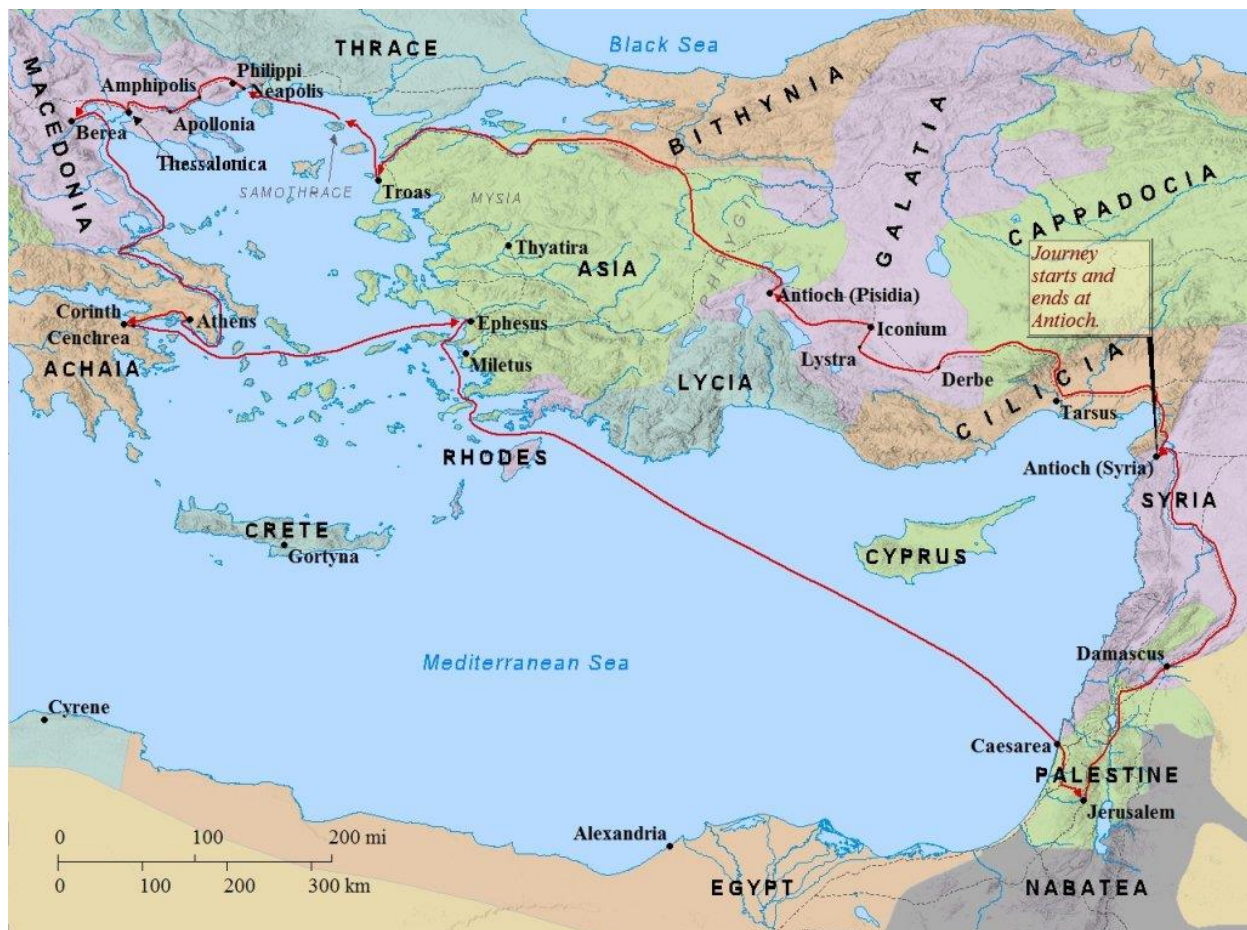 Black Sea
THRACE
MACEDONIA
Philippi
Amphipolis
Neapolis
Apollonia
Berea
Thessalonica
SAMOTHRACE
Troas
MYSIA
BITHYNIA
PONTUS
GALATIA
CAPPADOCIA
Thyatira
ASIA
PHRYGIA
Journey
starts and
ends at
Antioch.
Antioch (Pisidia)
Corinth
Cenchrea
Athens
ACHAIA
Ephesus
Miletus
Iconium
Lystra
Derbe
LYCIA
CILICIA
Tarsus
RHODES
Antioch (Syria)
SYRIA
CRETE
Gortyna
CYPRUS
Mediterranean Sea
Damascus
Cyrene
Caesarea
PALESTINE
Jerusalem
Alexandria
EGYPT
NABATEA
0 100 200 mi
0 100 200 300 km